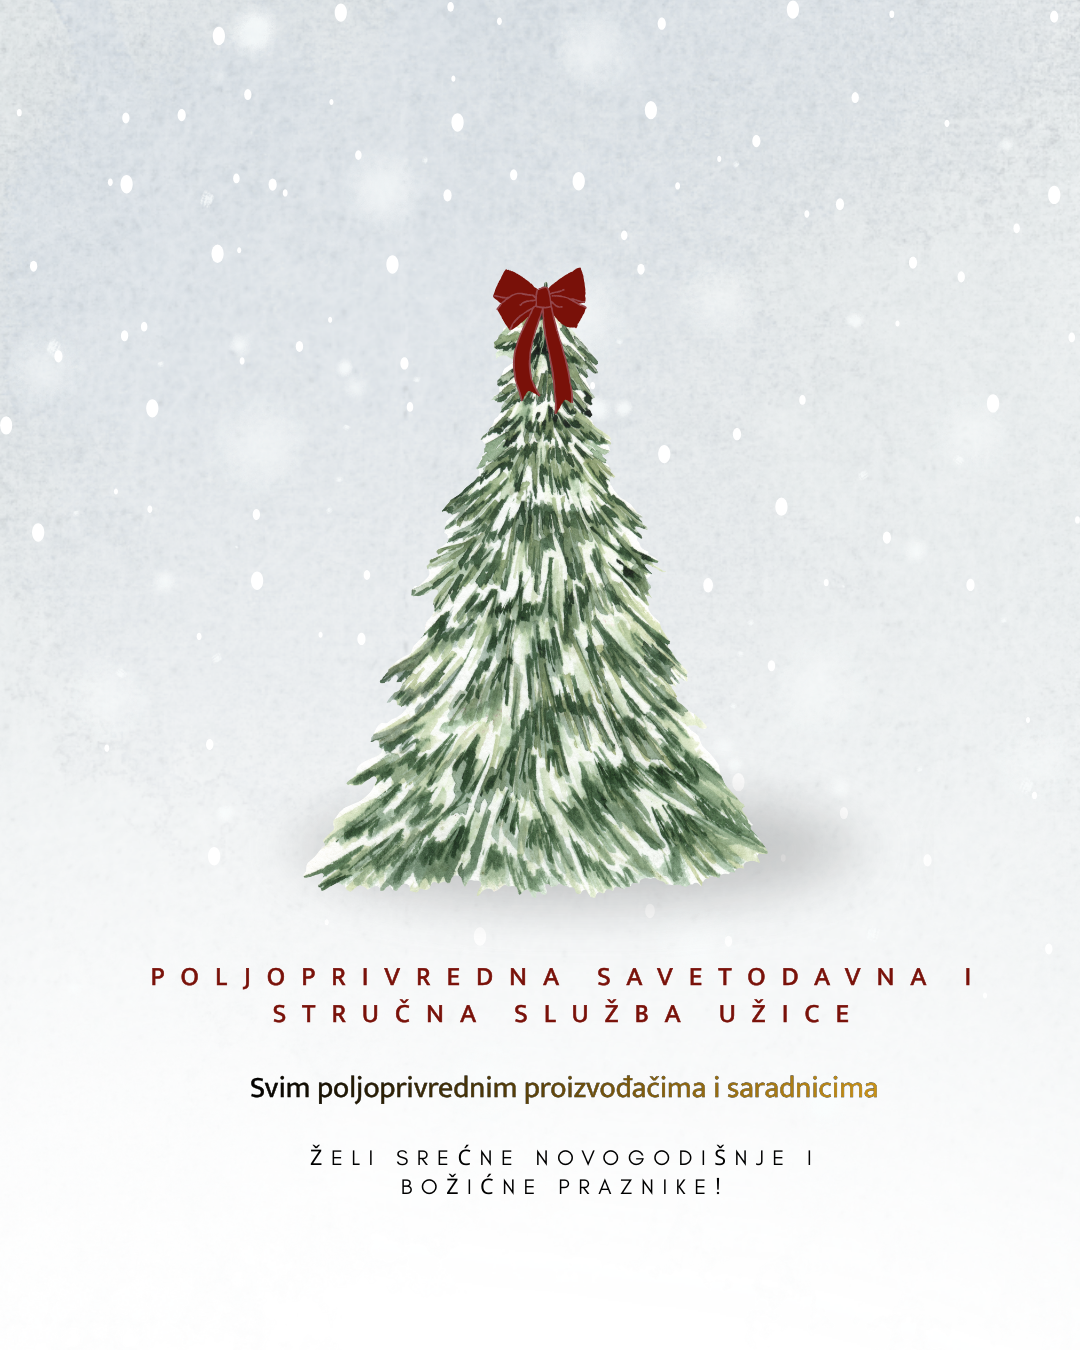 POLJOPRIVREDNA SAVETODAVNA I
STRUČNA SLUŽBA UŽICE
Svim poljoprivrednim proizvođačima i saradnicima
ŽELI SREĆNE NOVOGODIŠNJE I
BOŽIĆNE PRAZNIKE!